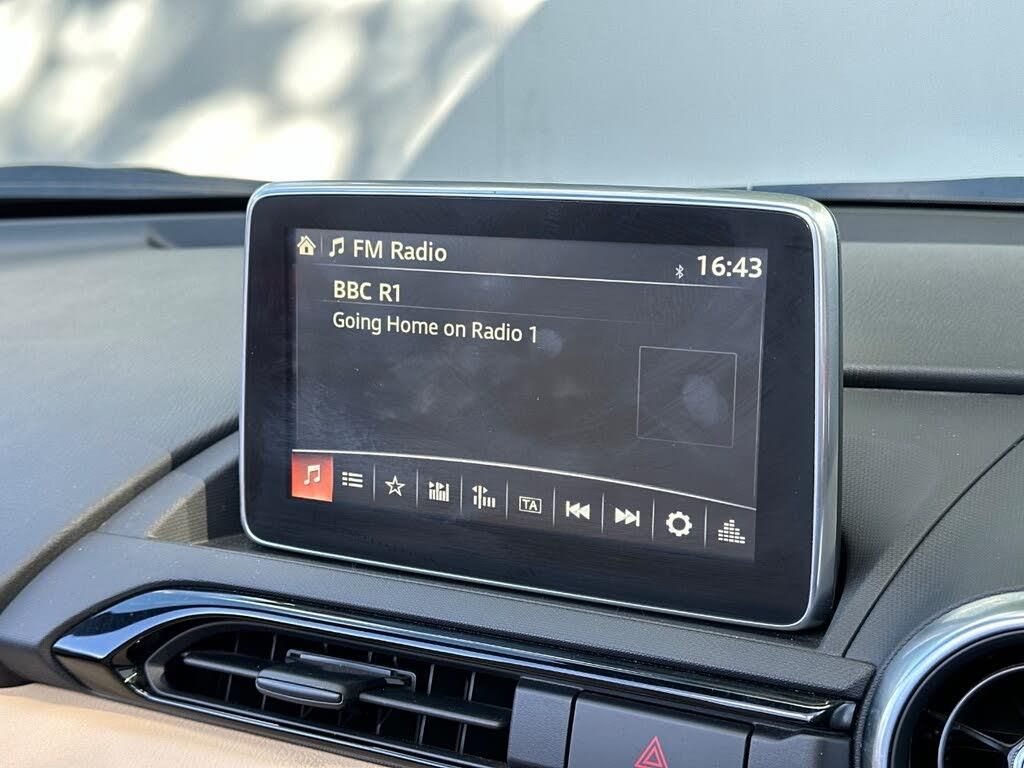 FM Radio
16:43
BBC R1
Going Home on Radio 1
TA